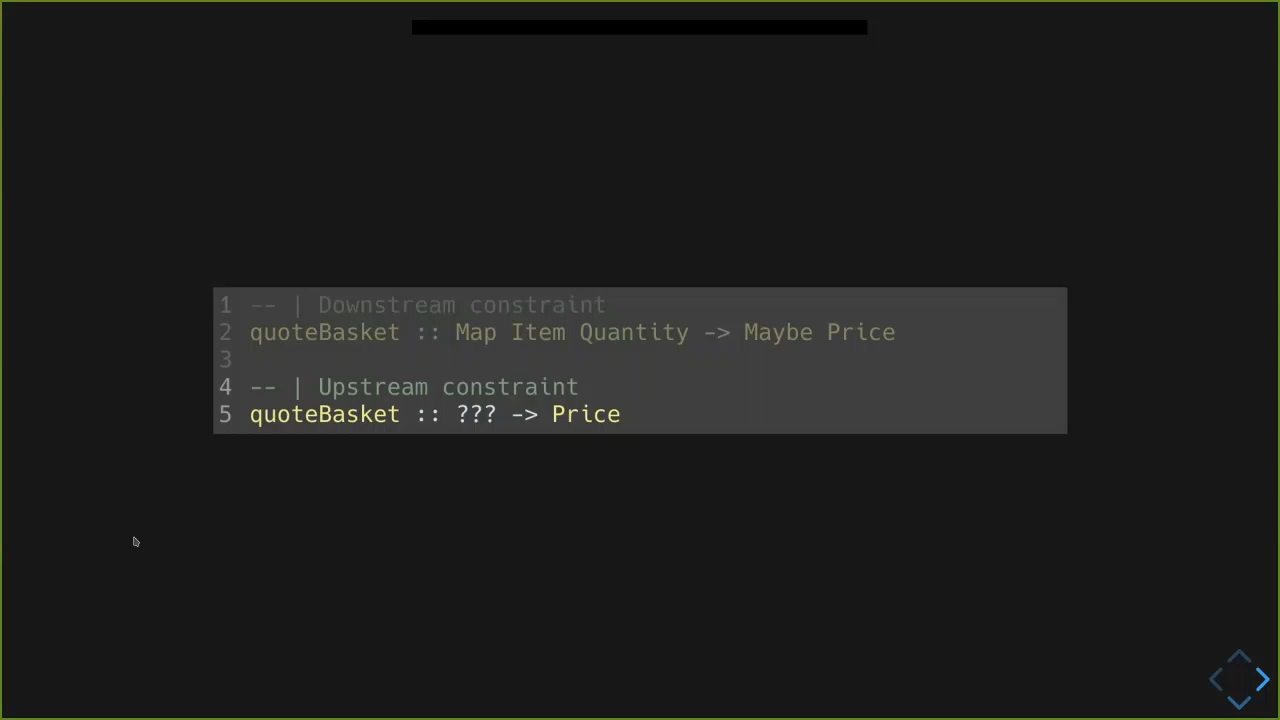 1 -- | Downstream constraint
2 quoteBasket :: Map Item Quantity -> Maybe Price
3
4 -- | Upstream constraint
5 quoteBasket :: ??? -> Price